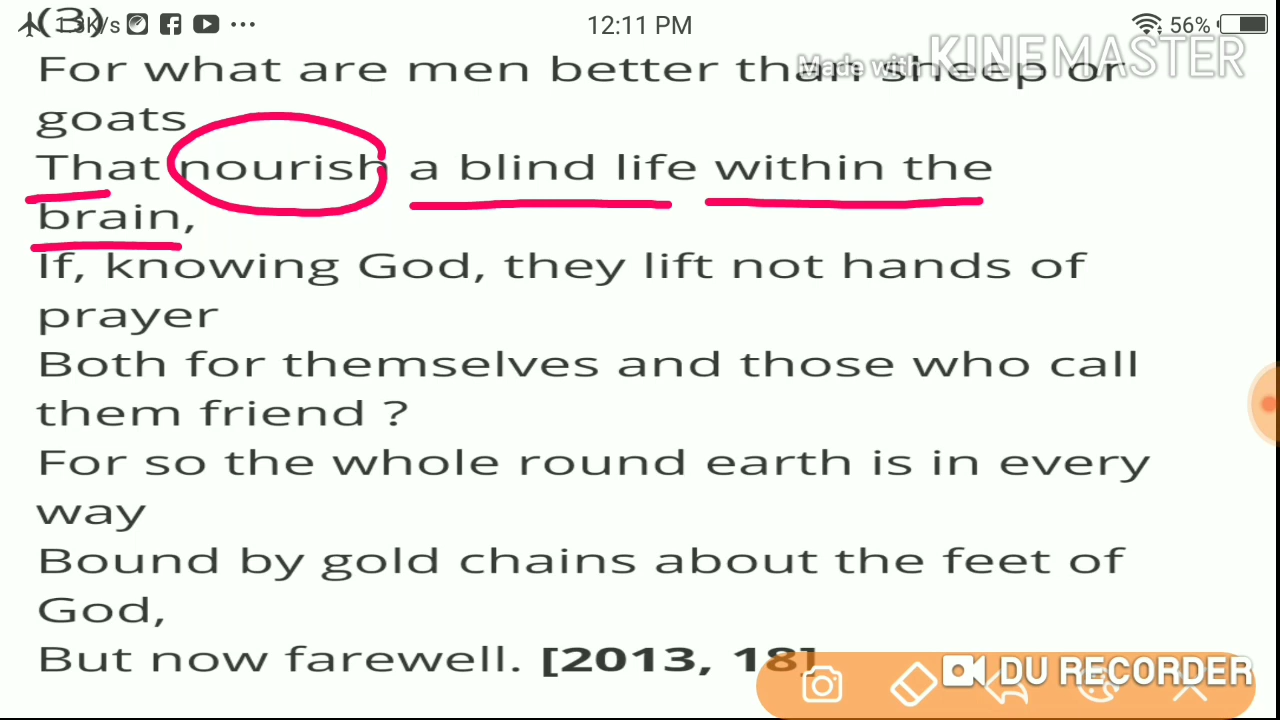 (3)
1.3K/s 12:11 PM 56%
Made with KINEMASTER
For what are men better than sheep or
goats
That nourish a blind life within the
brain,
If, knowing God, they lift not hands of
prayer
Both for themselves and those who call
them friend ?
For so the whole round earth is in every
way
Bound by gold chains about the feet of
God,
But now farewell. [2013, 18]
DU RECORDER